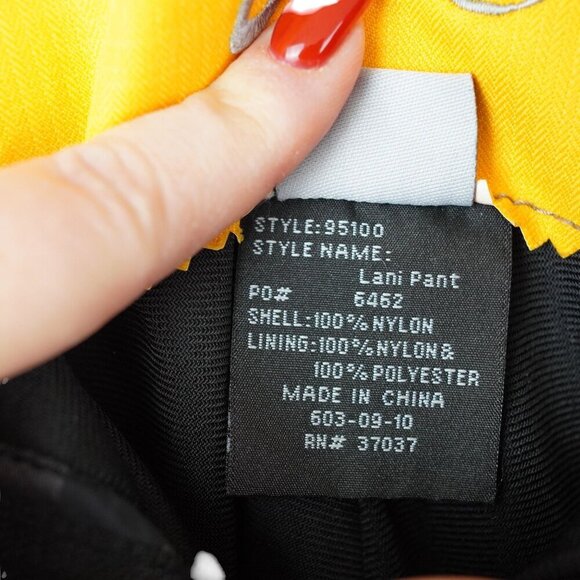 STYLE:95100
STYLE NAME:
Lani Pant
PO# 6462
SHELL:100%NYLON
LINING:100%NYLON&
100%POLYESTER
MADE IN CHINA
603-09-10
RN# 37037